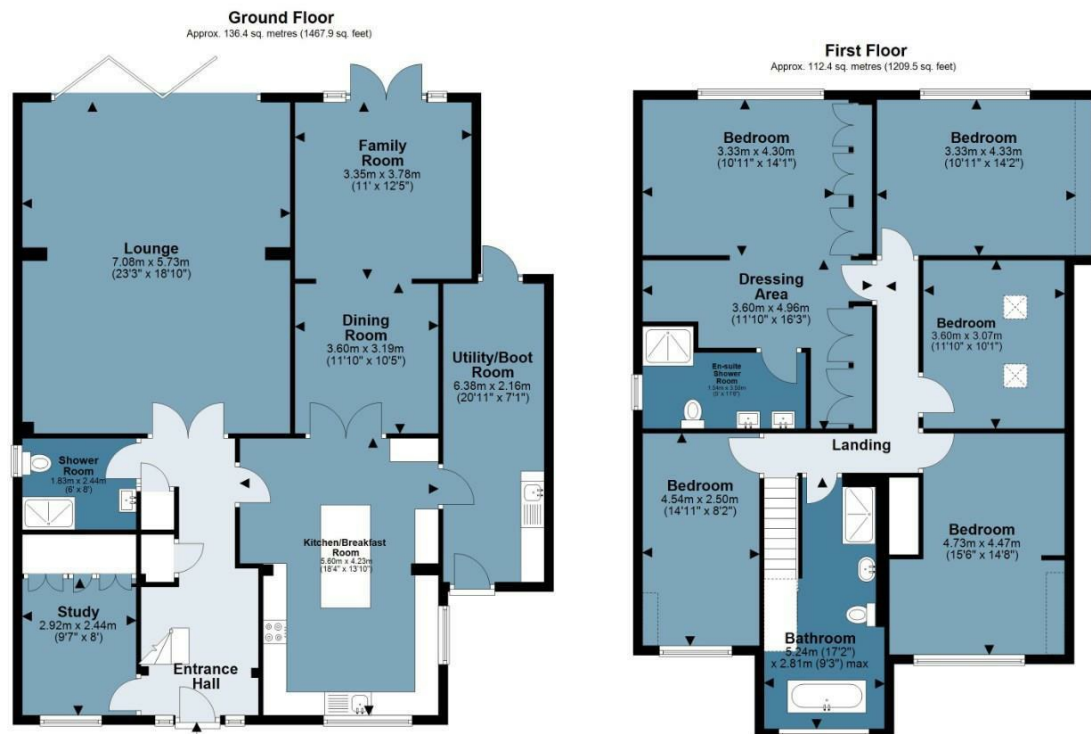 Ground Floor
Approx. 136.4 sq. metres (1467.9 sq. feet)
Lounge
7.08m x 5.73m
(23'3" x 18'10")
Family
Room
3.35m x 3.78m
(11' x 12'5")
Dining
Room
3.60m x 3.19m
(11'10" x 10'5")
Utility/Boot
Room
6.38m x 2.16m
(20'11" x 7'1")
Shower
Room
1.83m x 2.44m
(6' x 8')
Kitchen/Breakfast
Room
5.60m x 4.23m
(18'4" x 13'10")
Study
2.92m x 2.44m
(9'7" x 8')
Entrance
Hall
First Floor
Approx. 112.4 sq. metres (1209.5 sq. feet)
Bedroom
3.33m x 4.30m
(10'11" x 14'1")
Bedroom
3.33m x 4.33m
(10'11" x 14'2")
Dressing
Area
3.60m x 4.96m
(11'10" x 16'3")
Bedroom
3.60m x 3.07m
(11'10" x 10'1")
En-suite
Shower
Room
Landing
Bedroom
4.54m x 2.50m
(14'11" x 8'2")
Bedroom
4.73m x 4.47m
(15'6" x 14'8")
Bathroom
5.24m (17'2")
x 2.81m (9'3") max